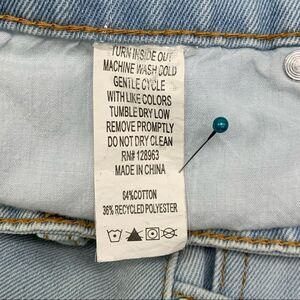 TURN INSIDE OUT
MACHINE WASH COLD
GENTLE CYCLE
WITH LIKE COLORS
TUMBLE DRY LOW
REMOVE PROMPTLY
DO NOT DRY CLEAN
RN# 128963
MADE IN CHINA
64%COTTON
36% RECYCLED POLYESTER